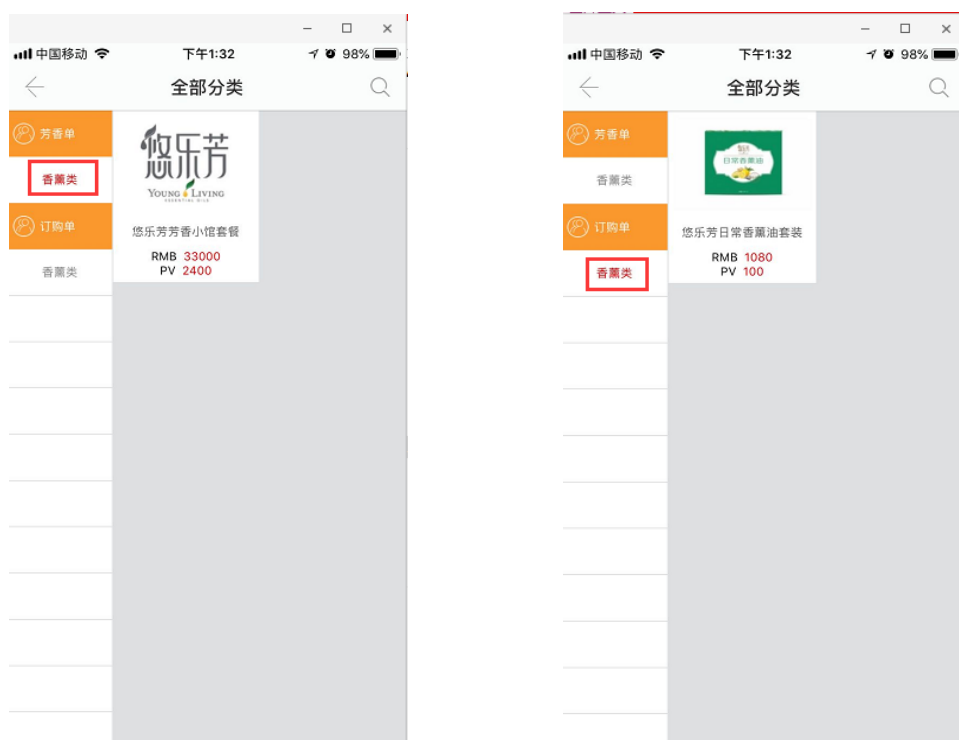 中国移动
下午1:32
98%
全部分类
芳香单
香薰类
订购单
香薰类
悠乐芳
YOUNG LIVING
ESSENTIAL OILS
悠乐芳芳香小馆套餐
RMB 33000
PV 2400
中国移动
下午1:32
98%
全部分类
芳香单
香薰类
订购单
香薰类
日常香薰油
悠乐芳日常香薰油套装
RMB 1080
PV 100